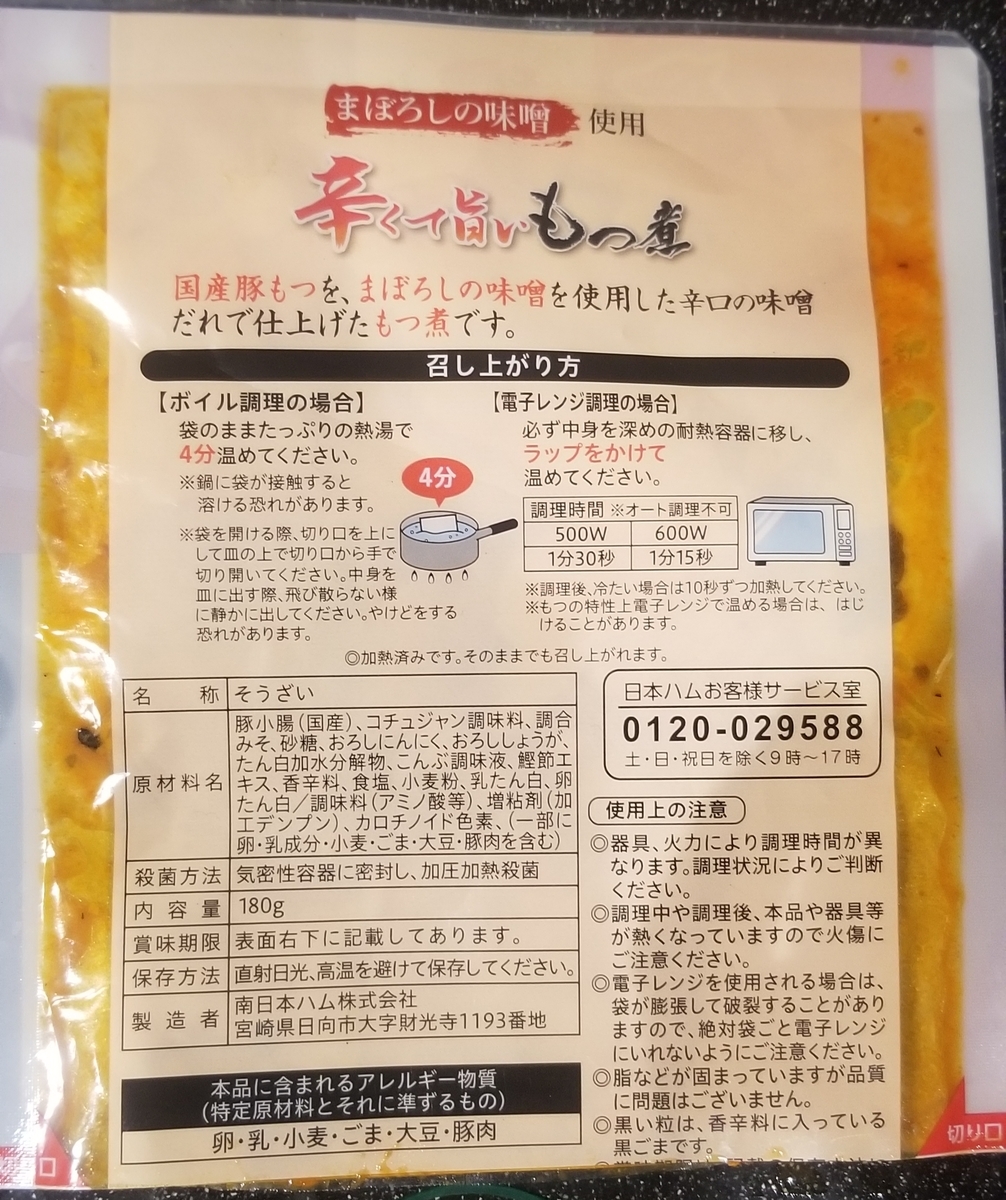 まぼろしの味噌 使用
辛くて旨いもつ煮
国産豚もつを、まぼろしの味噌を使用した辛口の味噌
だれで仕上げたもつ煮です。
召し上がり方
【ボイル調理の場合】
袋のままたっぷりの熱湯で
4分温めてください。
※鍋に袋が接触すると
溶ける恐れがあります。
※袋を開ける際、切り口を上に
して皿の上で切り口から手で
切り開いてください。中身を
皿に出す際、飛び散らない様
に静かに出してください。やけどをする
恐れがあります。
4分
【電子レンジ調理の場合】
必ず中身を深めの耐熱容器に移し、
ラップをかけて
温めてください。
調理時間 ※オート調理不可
500W 600W
1分30秒 1分15秒
※調理後、冷たい場合は10秒ずつ加熱してください。
※もつの特性上電子レンジで温める場合は、はじ
けることがあります。
◎加熱済みです。そのままでも召し上がれます。
名称 そうざい
原材料名 豚小腸(国産)、コチュジャン調味料、調合
みそ、砂糖、おろしにんにく、おろししょうが、
たん白加水分解物、こんぶ調味液、鰹節エ
キス、香辛料、食塩、小麦粉、乳たん白、卵
たん白/調味料(アミノ酸等)、増粘剤(加
工デンプン)、カロチノイド色素、(一部に
卵・乳成分・小麦・ごま・大豆・豚肉を含む)
殺菌方法 気密性容器に密封し、加圧加熱殺菌
内容量 180g
賞味期限 表面右下に記載してあります。
保存方法 直射日光、高温を避けて保存してください。
製造者 南日本ハム株式会社
宮崎県日向市大字財光寺1193番地
本品に含まれるアレルギー物質
(特定原材料とそれに準ずるもの)
卵・乳・小麦・ごま・大豆・豚肉
日本ハムお客様サービス室
0120-029588
土・日・祝日を除く9時~17時
使用上の注意
◎器具、火力により調理時間が異
なります。調理状況によりご判断
ください。
◎調理中や調理後、本品や器具等
が熱くなっていますので火傷に
ご注意ください。
◎電子レンジを使用される場合は、
袋が膨張して破裂することがあり
ますので、絶対袋ごと電子レンジ
にいれないようにご注意ください。
◎脂などが固まっていますが品質
に問題はございません。
◎黒い粒は、香辛料に入っている
黒ごまです。
切り口
口